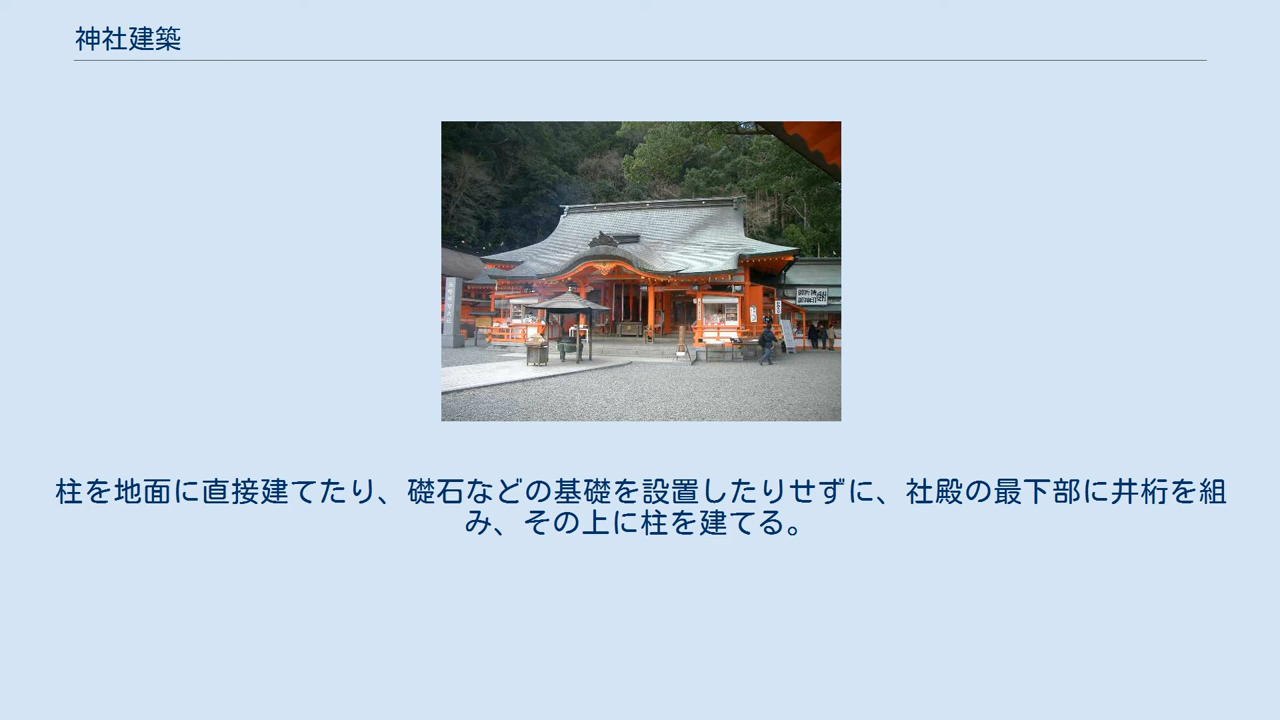 神社建築
柱を地面に直接建てたり、礎石などの基礎を設置したりせずに、社殿の最下部に井桁を組
み、その上に柱を建てる。